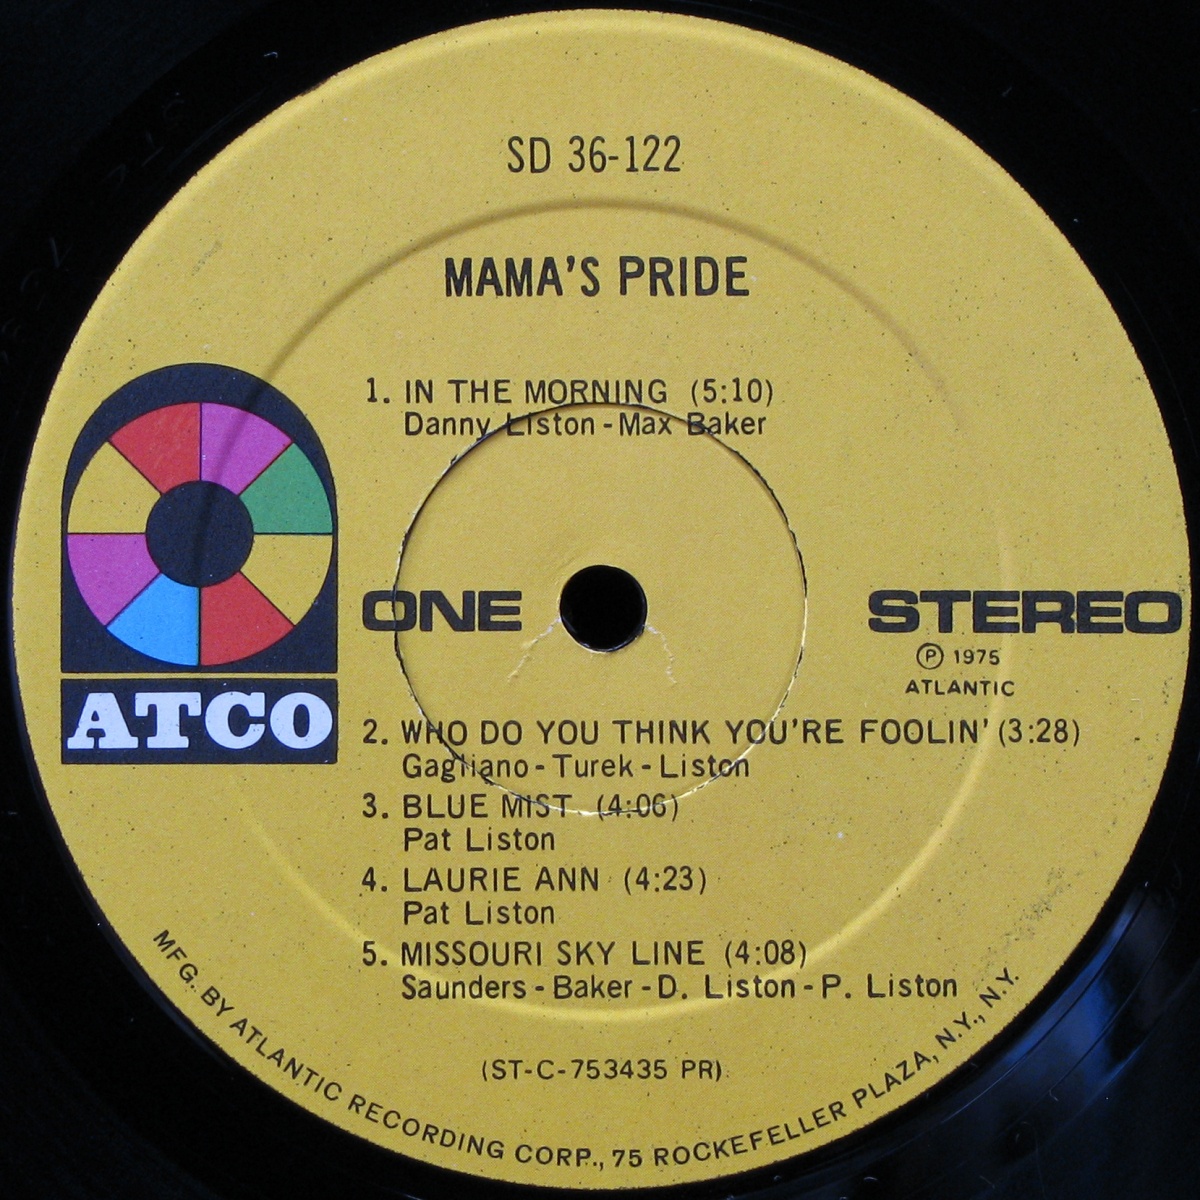 SD 36-122
MAMA'S PRIDE
1. IN THE MORNING (5:10)
Danny Liston - Max Baker
ATCO
ONE
STEREO
Ⓟ 1975
ATLANTIC
2. WHO DO YOU THINK YOU'RE FOOLIN' (3:28)
Gagliano - Turek - Liston
3. BLUE MIST (4:06)
Pat Liston
4. LAURIE ANN (4:23)
Pat Liston
5. MISSOURI SKY LINE (4:08)
Saunders - Baker - D. Liston - P. Liston
(ST-C-753435 PR)
MFG. BY ATLANTIC RECORDING CORP., 75 ROCKEFELLER PLAZA, N.Y., N.Y.